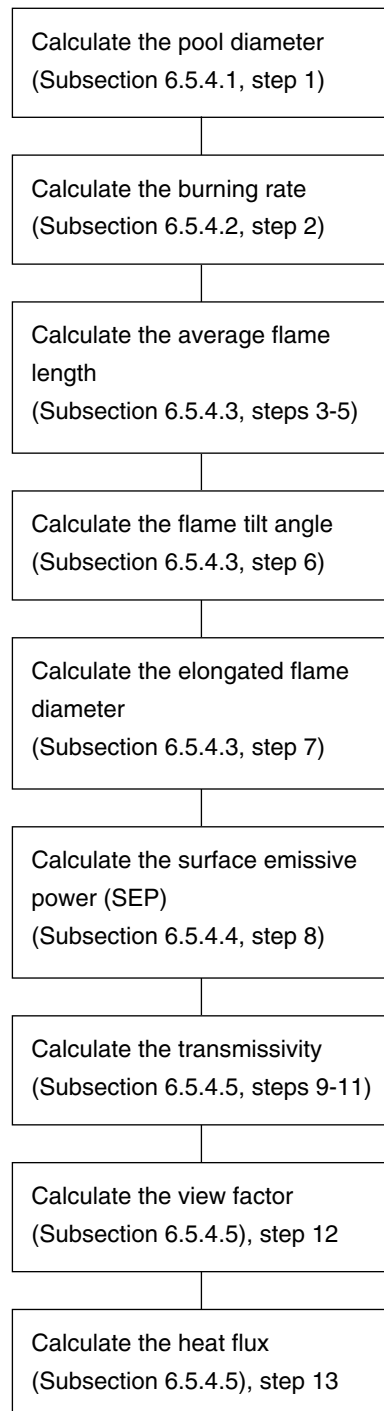 Calculate the pool diameter
(Subsection 6.5.4.1, step 1)
Calculate the burning rate
(Subsection 6.5.4.2, step 2)
Calculate the average flame
length
(Subsection 6.5.4.3, steps 3-5)
Calculate the flame tilt angle
(Subsection 6.5.4.3, step 6)
Calculate the elongated flame
diameter
(Subsection 6.5.4.3, step 7)
Calculate the surface emissive
power (SEP)
(Subsection 6.5.4.4, step 8)
Calculate the transmissivity
(Subsection 6.5.4.5, steps 9-11)
Calculate the view factor
(Subsection 6.5.4.5), step 12
Calculate the heat flux
(Subsection 6.5.4.5), step 13